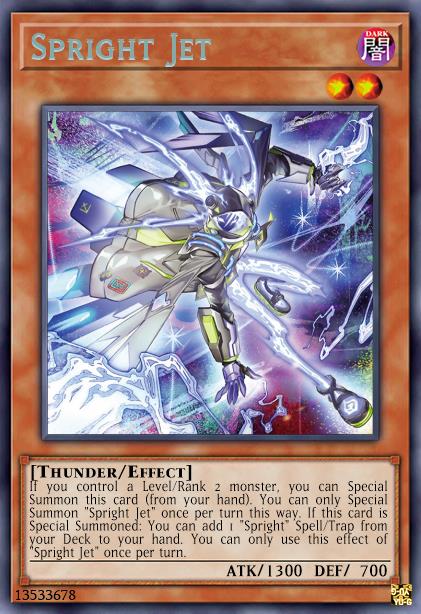 Spright Jet
DARK
闇
[Thunder/Effect]
If you control a Level/Rank 2 monster, you can Special
Summon this card (from your hand). You can only Special
Summon "Spright Jet" once per turn this way. If this card is
Special Summoned: You can add 1 "Spright" Spell/Trap from
your Deck to your hand. You can only use this effect of
"Spright Jet" once per turn.
ATK/1300 DEF/ 700
13533678